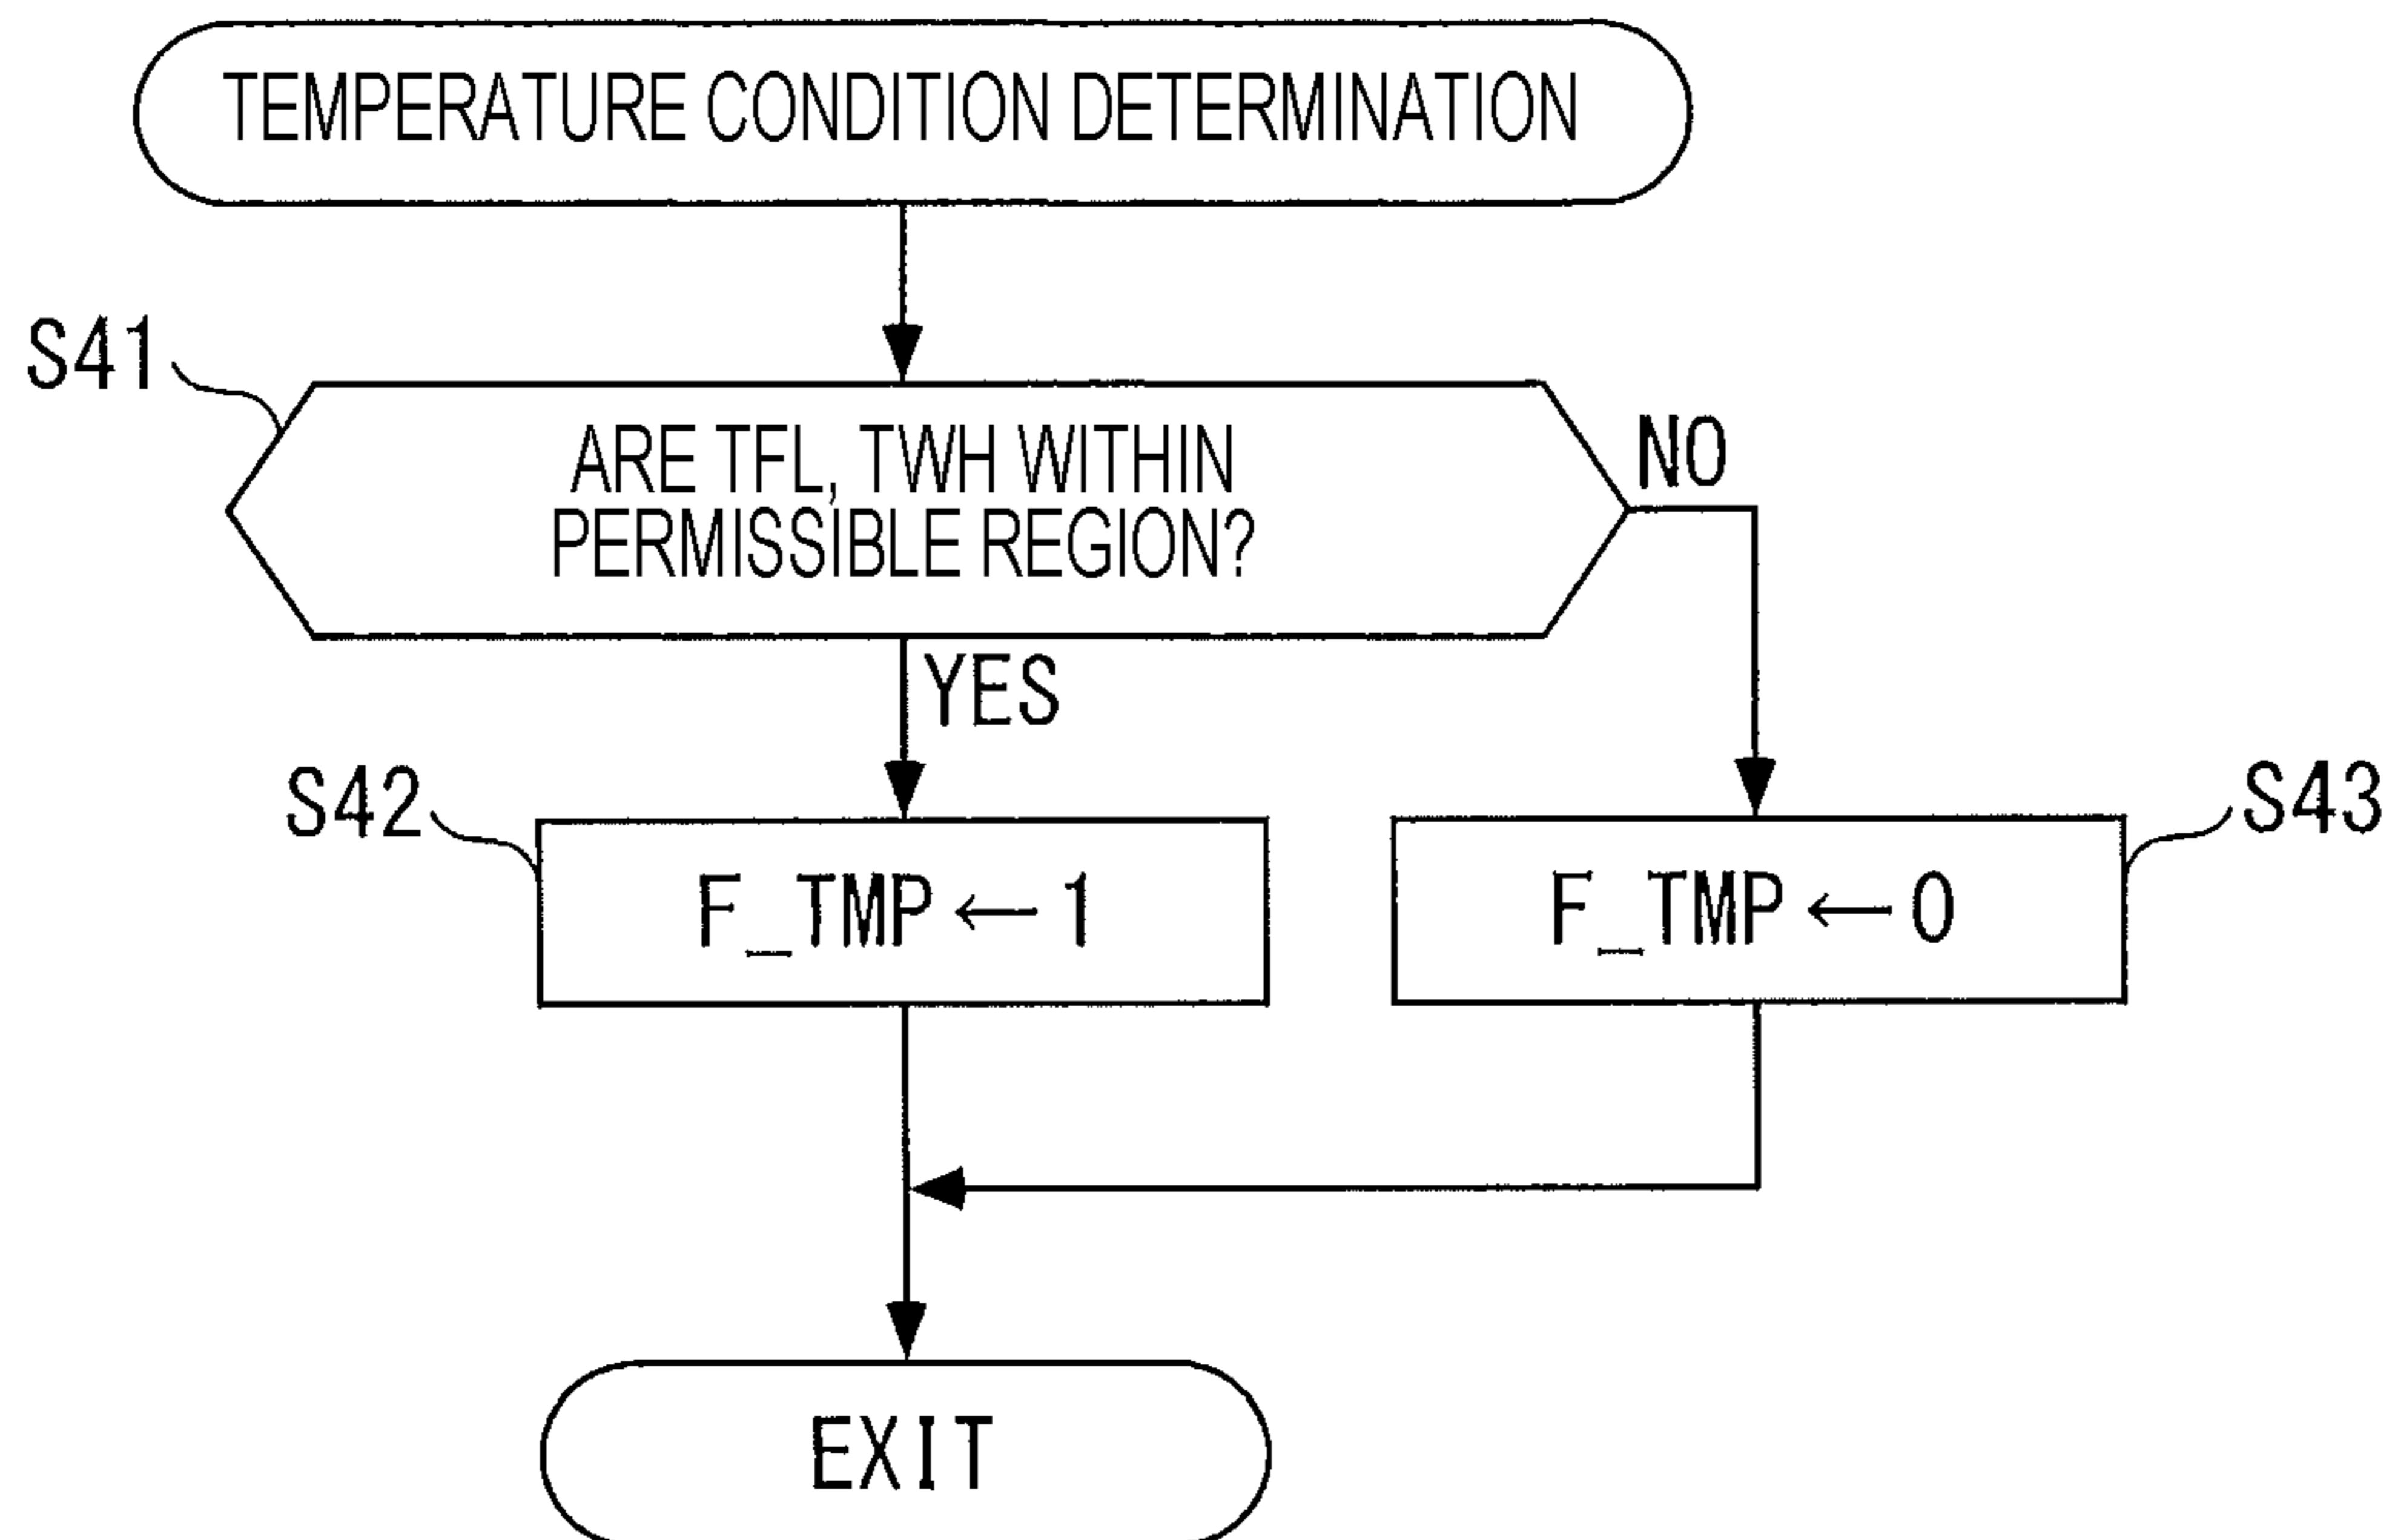 TEMPERATURE CONDITION DETERMINATION
S41
ARE TFL, TWH WITHIN
PERMISSIBLE REGION?
NO
YES
S42
F_TMP ← 1
F_TMP ← 0
S43
EXIT